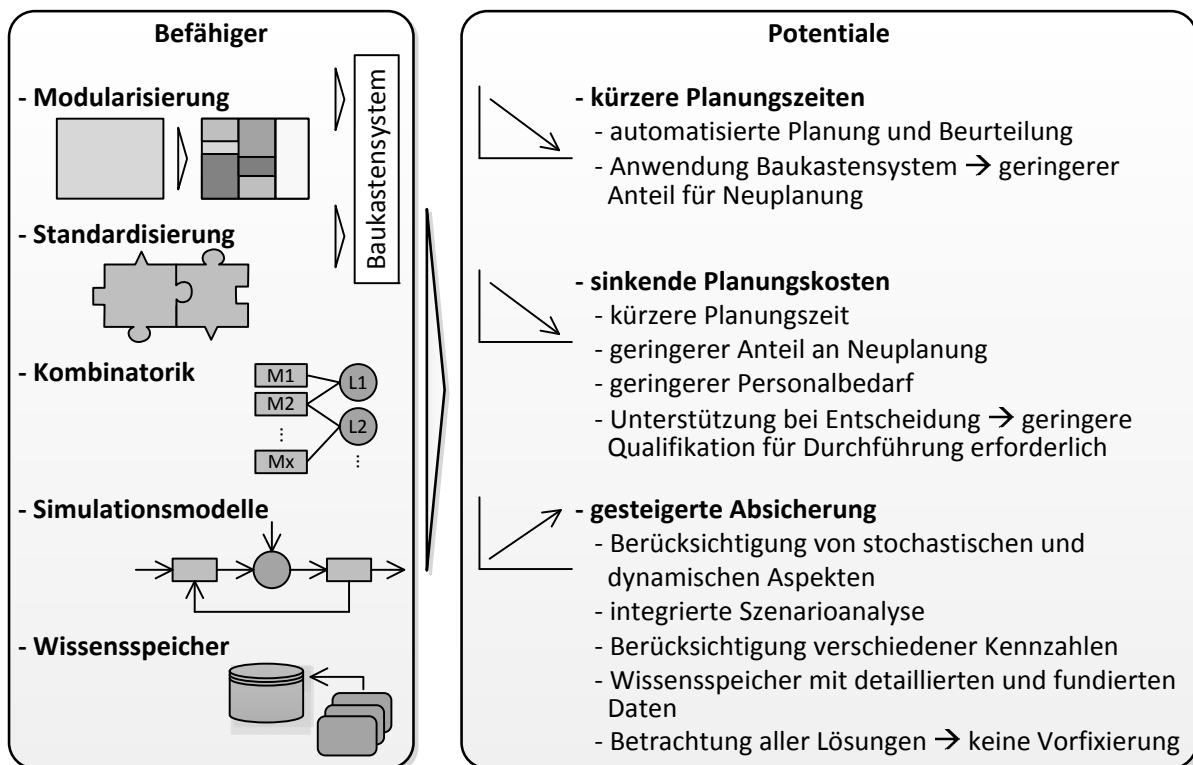 Befähiger
- Modularisierung
Baukastensystem
- Standardisierung
- Kombinatorik
M1
M2
...
Mx
L1
L2
...
- Simulationsmodelle
- Wissensspeicher
Potentiale
- kürzere Planungszeiten
- automatisierte Planung und Beurteilung
- Anwendung Baukastensystem → geringerer
Anteil für Neuplanung
- sinkende Planungskosten
- kürzere Planungszeit
- geringerer Anteil an Neuplanung
- geringerer Personalbedarf
- Unterstützung bei Entscheidung → geringere
Qualifikation für Durchführung erforderlich
- gesteigerte Absicherung
- Berücksichtigung von stochastischen und
dynamischen Aspekten
- integrierte Szenarioanalyse
- Berücksichtigung verschiedener Kennzahlen
- Wissensspeicher mit detaillierten und fundierten
Daten
- Betrachtung aller Lösungen → keine Vorfixierung